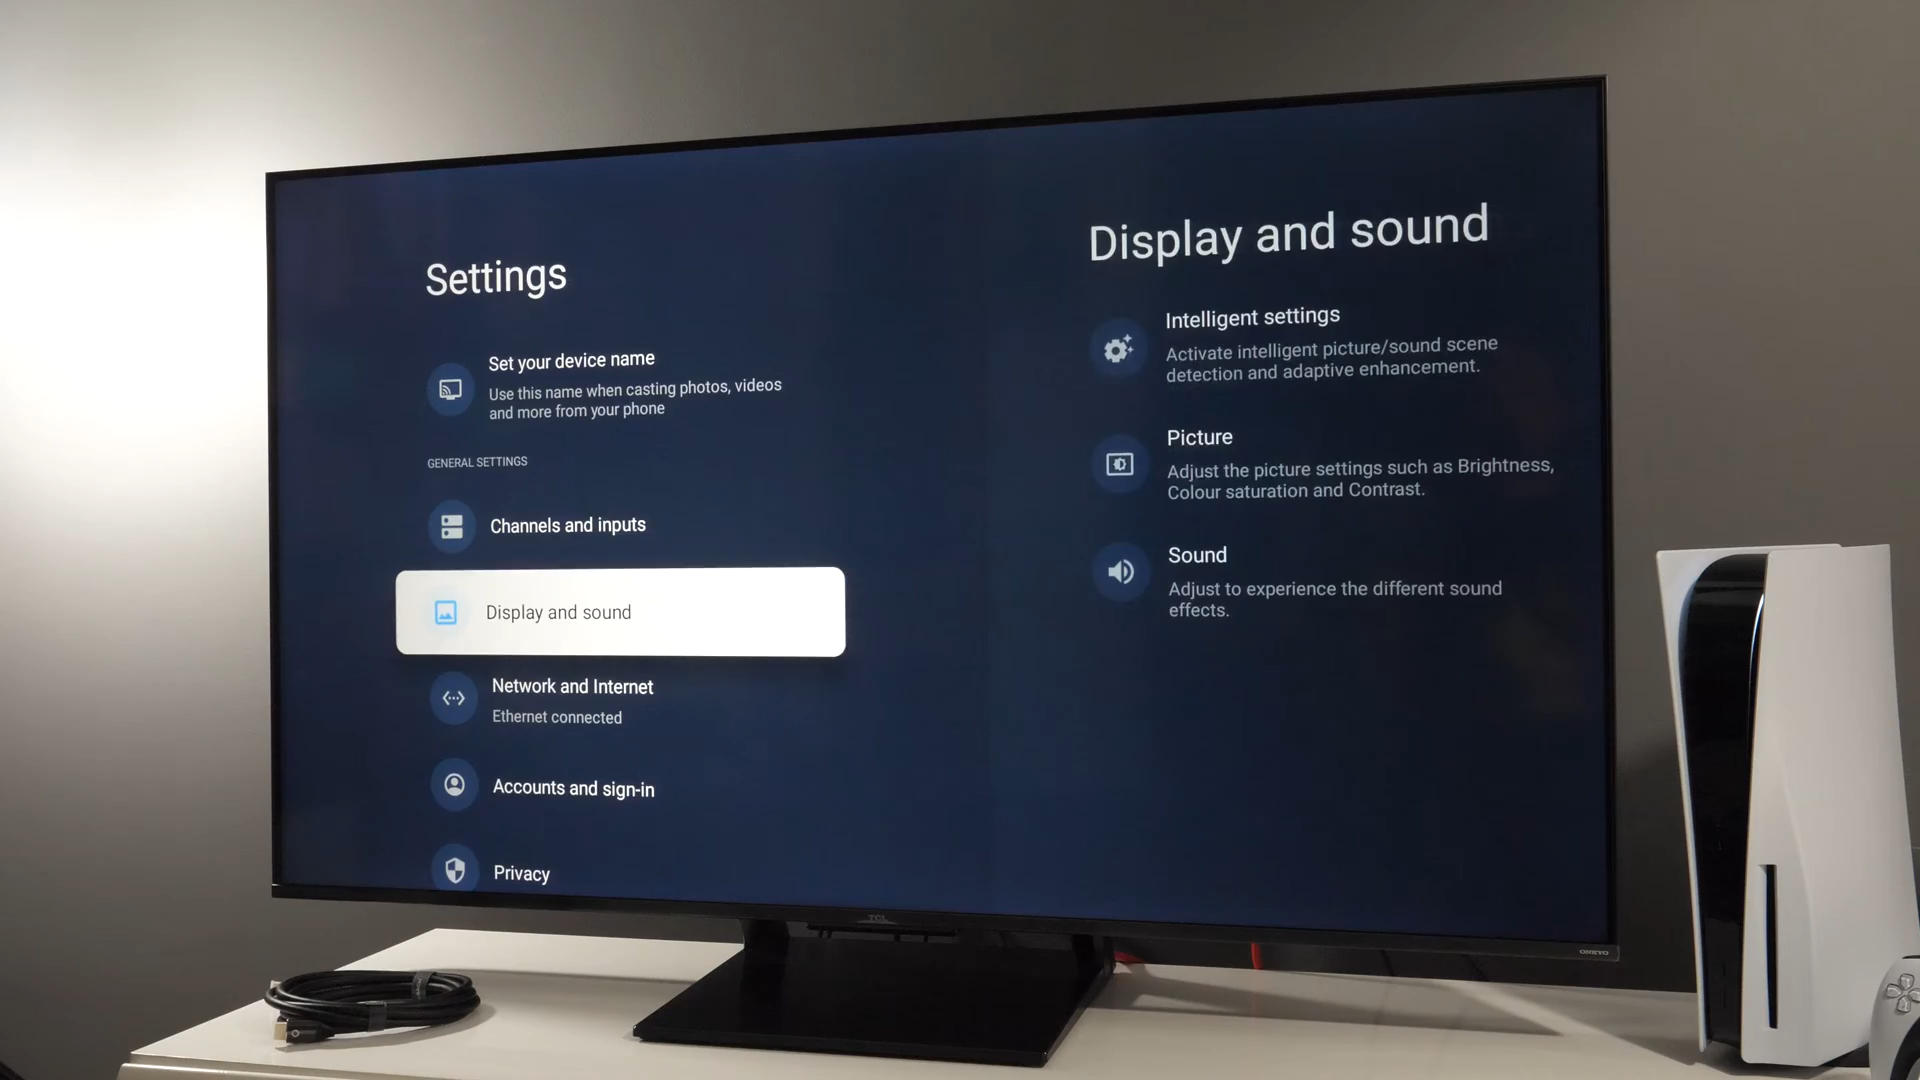 Settings
Set your device name
Use this name when casting photos, videos
and more from your phone
GENERAL SETTINGS
Channels and inputs
Display and sound
Network and Internet
Ethernet connected
Accounts and sign-in
Privacy
Display and sound
Intelligent settings
Activate intelligent picture/sound scene
detection and adaptive enhancement.
Picture
Adjust the picture settings such as Brightness,
Colour saturation and Contrast.
Sound
Adjust to experience the different sound
effects.
TCL
ONKYO